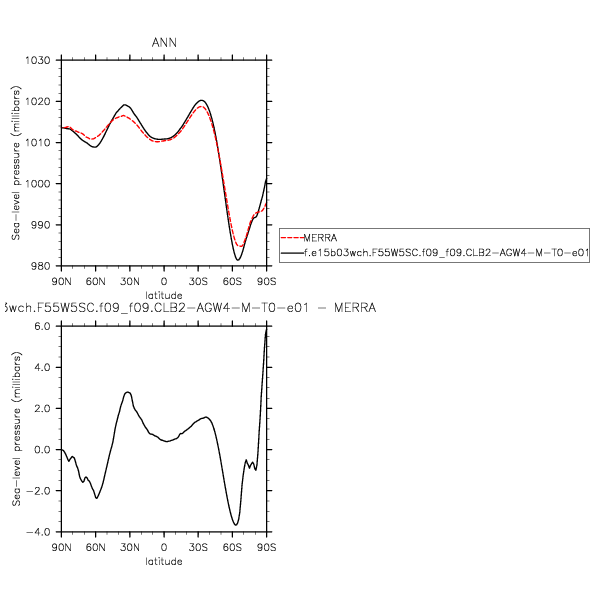 ANN
1030
1020
1010
1000
990
980
Sea-level pressure (millibars)
90N 60N 30N 0 30S 60S 90S
latitude
MERRA
f.e15b03wch.F55W5SC.f09_f09.CLB2-AGW4-M-T0-e01
wch.F55W5SC.f09_f09.CLB2-AGW4-M-T0-e01 - MERRA
6.0
4.0
2.0
0.0
-2.0
-4.0
Sea-level pressure (millibars)
90N 60N 30N 0 30S 60S 90S
latitude